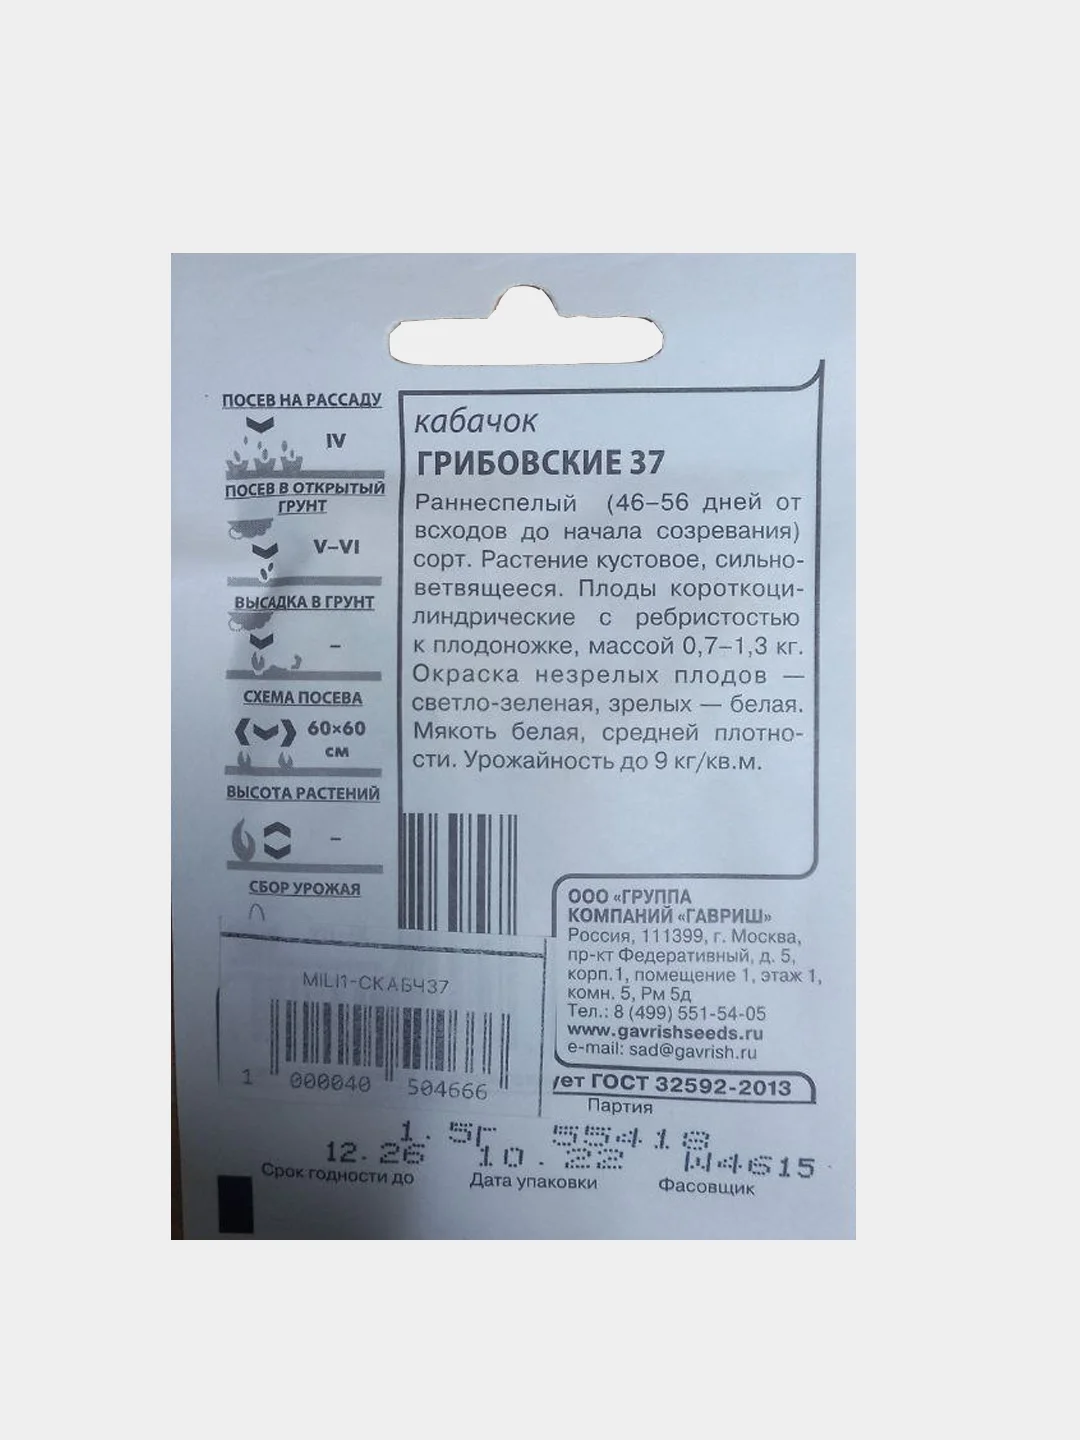 ПОСЕВ НА РАССАДУ
IV
ПОСЕВ В ОТКРЫТЫЙ
ГРУНТ
V–VI
ВЫСАДКА В ГРУНТ
–
СХЕМА ПОСЕВА
60×60
см
ВЫСОТА РАСТЕНИЙ
–
СБОР УРОЖАЯ
кабачок
ГРИБОВСКИЕ 37
Раннеспелый (46–56 дней от
всходов до начала созревания)
сорт. Растение кустовое, сильно-
ветвящееся. Плоды короткоци-
линдрические с ребристостью
к плодоножке, массой 0,7–1,3 кг.
Окраска незрелых плодов —
светло-зеленая, зрелых — белая.
Мякоть белая, средней плотно-
сти. Урожайность до 9 кг/кв.м.
ООО «ГРУППА
КОМПАНИЙ «ГАВРИШ»
Россия, 111399, г. Москва,
пр-кт Федеративный, д. 5,
корп.1, помещение 1, этаж 1,
комн. 5, Рм 5д
Тел.: 8 (499) 551-54-05
www.gavrishseeds.ru
e-mail: sad@gavrish.ru
ует ГОСТ 32592-2013
MILI1-СКАБЧ37
1 000040 504666
Партия
1.5г 55418
12.26 10.22 W4615
Срок годности до Дата упаковки Фасовщик